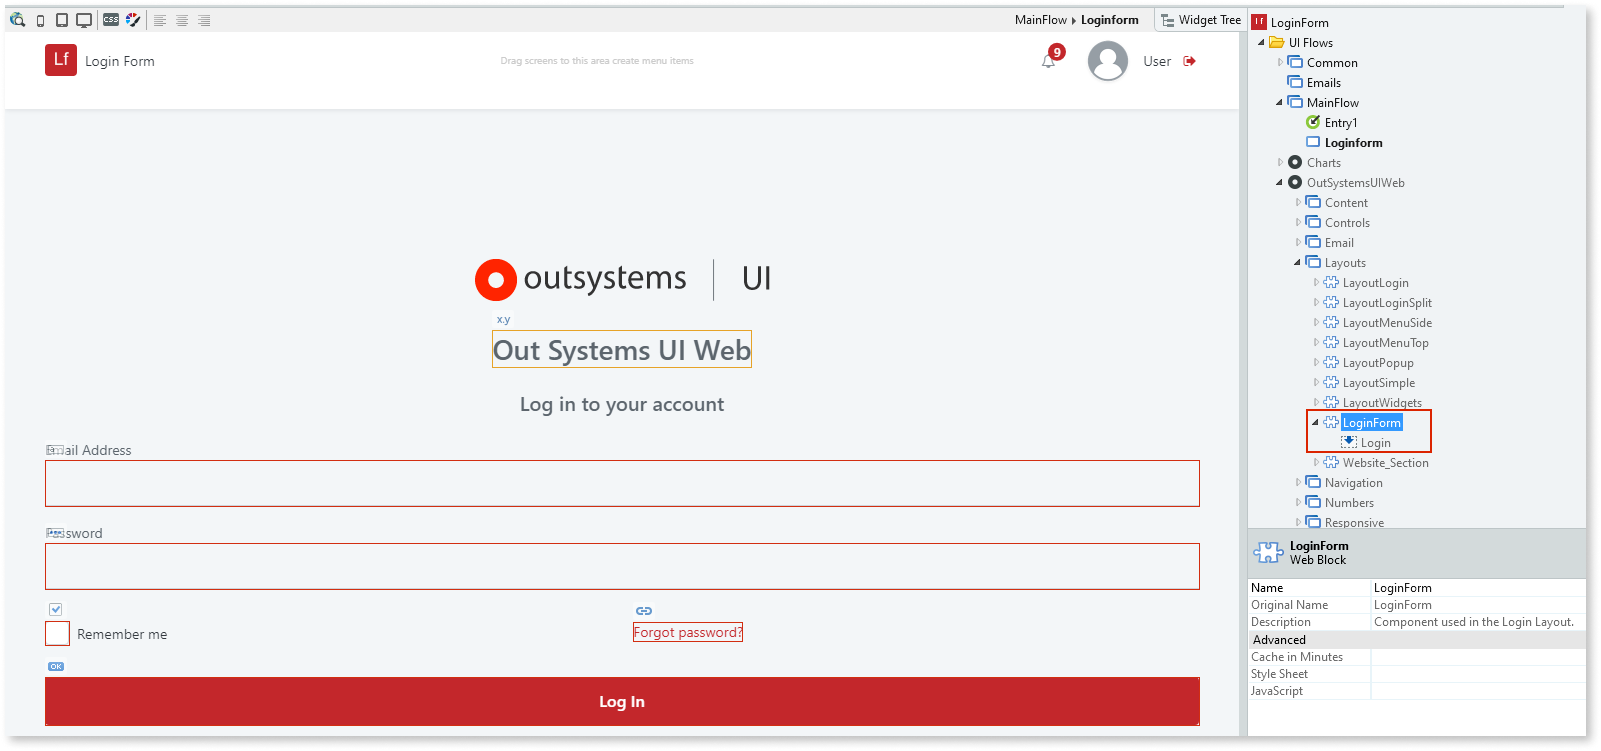 CSS
MainFlow ▸ Loginform
Widget Tree
Lf
Login Form
Drag screens to this area create menu items
9
User
outsystems | UI
x.y
Out Systems UI Web
Log in to your account
Email Address
Password
Remember me
Forgot password?
OK
Log In
Lf LoginForm
UI Flows
Common
Emails
MainFlow
Entry1
Loginform
Charts
OutSystemsUIWeb
Content
Controls
Email
Layouts
LayoutLogin
LayoutLoginSplit
LayoutMenuSide
LayoutMenuTop
LayoutPopup
LayoutSimple
LayoutWidgets
LoginForm
Login
Website_Section
Navigation
Numbers
Responsive
LoginForm
Web Block
Name LoginForm
Original Name LoginForm
Description Component used in the Login Layout.
Advanced
Cache in Minutes
Style Sheet
JavaScript